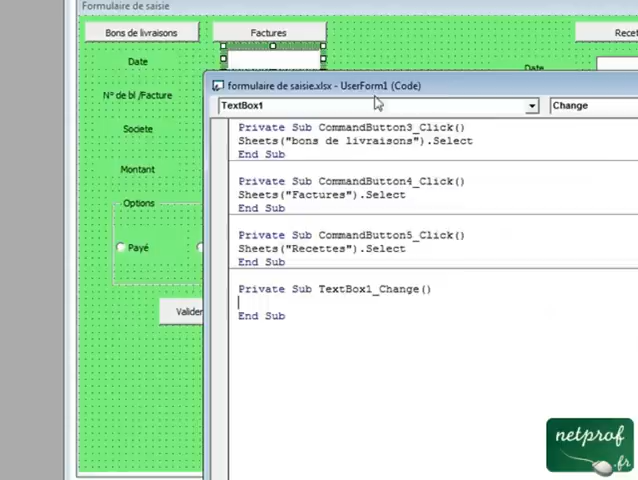 Formulaire de saisie
Bons de livraisons
Factures
Date
N° de bl /Facture
Societe
Montant
Options
Payé
Valider
Date
formulaire de saisie.xlsx - UserForm1 (Code)
TextBox1
Change
Private Sub CommandButton3_Click()
Sheets("bons de livraisons").Select
End Sub
Private Sub CommandButton4_Click()
Sheets("Factures").Select
End Sub
Private Sub CommandButton5_Click()
Sheets("Recettes").Select
End Sub
Private Sub TextBox1_Change()
End Sub
netprof
.fr